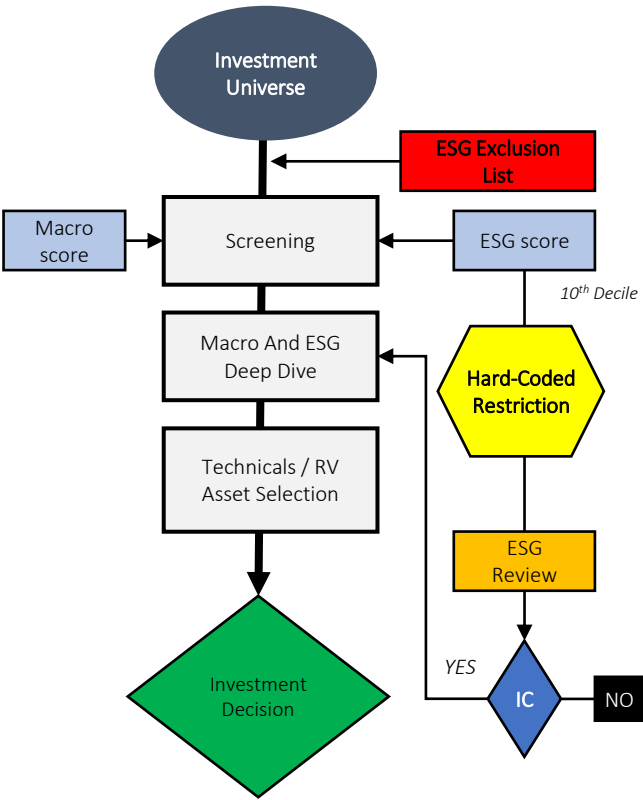 Investment
Universe
ESG Exclusion
List
Macro
score
Screening
ESG score
10th Decile
Macro And ESG
Deep Dive
Hard-Coded
Restriction
Technicals / RV
Asset Selection
ESG
Review
YES
IC
NO
Investment
Decision